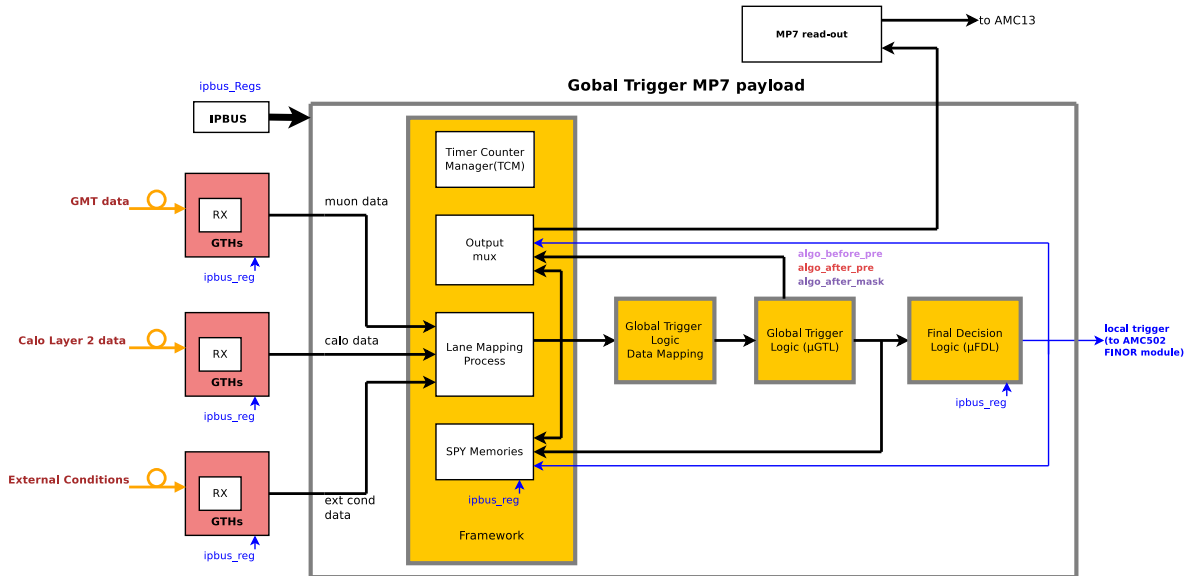 to AMC13
MP7 read-out
Gobal Trigger MP7 payload
ipbus_Regs
IPBUS
Timer Counter
Manager(TCM)
GMT data
RX
GTHs
ipbus_reg
muon data
Output
mux
algo_before_pre
algo_after_pre
algo_after_mask
Calo Layer 2 data
RX
GTHs
ipbus_reg
calo data
Lane Mapping
Process
Global Trigger
Logic
Data Mapping
Global Trigger
Logic (µGTL)
Final Decision
Logic (µFDL)
ipbus_reg
local trigger
(to AMC502
FINOR module)
External Conditions
RX
GTHs
ipbus_reg
ext cond
data
SPY Memories
ipbus_reg
Framework